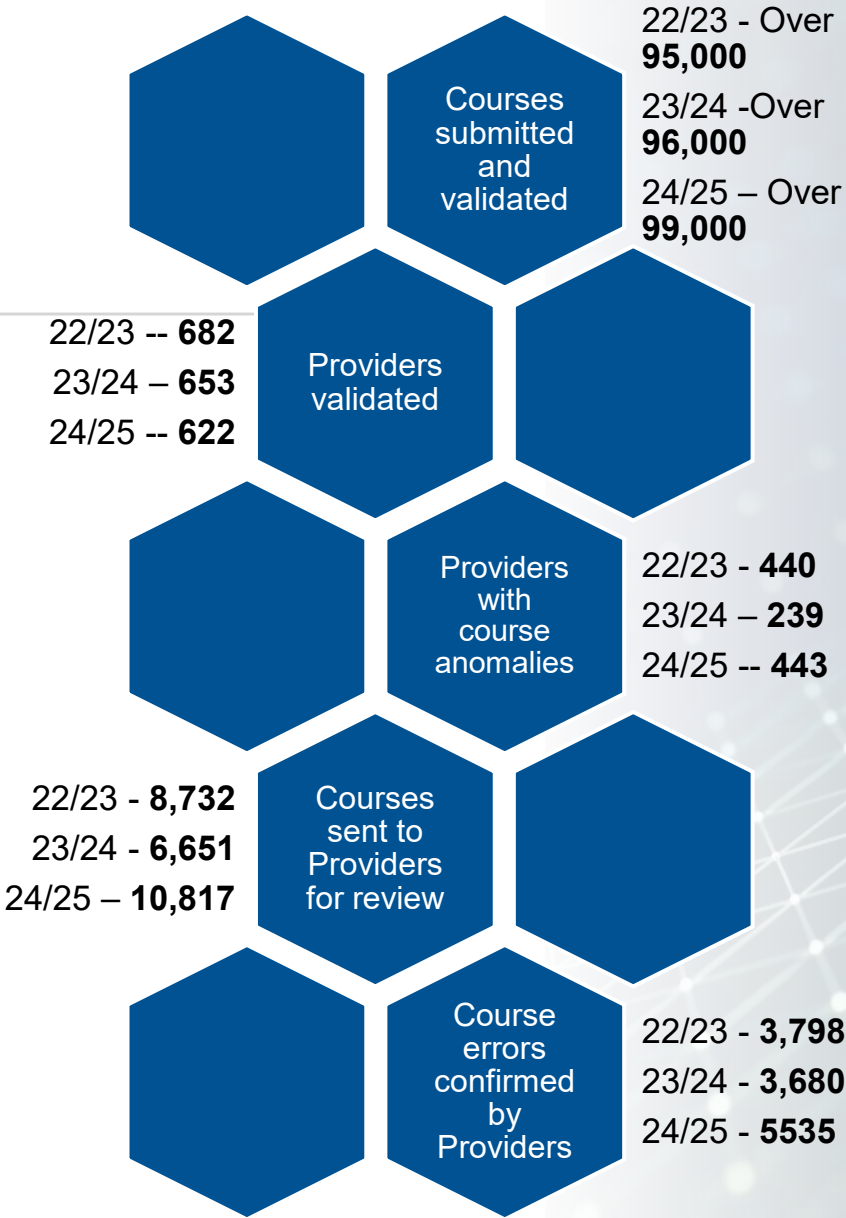 Courses
submitted
and
validated
22/23 - Over
95,000
23/24 -Over
96,000
24/25 – Over
99,000
22/23 -- 682
23/24 – 653
24/25 -- 622
Providers
validated
Providers
with
course
anomalies
22/23 - 440
23/24 – 239
24/25 -- 443
22/23 - 8,732
23/24 - 6,651
24/25 – 10,817
Courses
sent to
Providers
for review
Course
errors
confirmed
by
Providers
22/23 - 3,798
23/24 - 3,680
24/25 - 5535